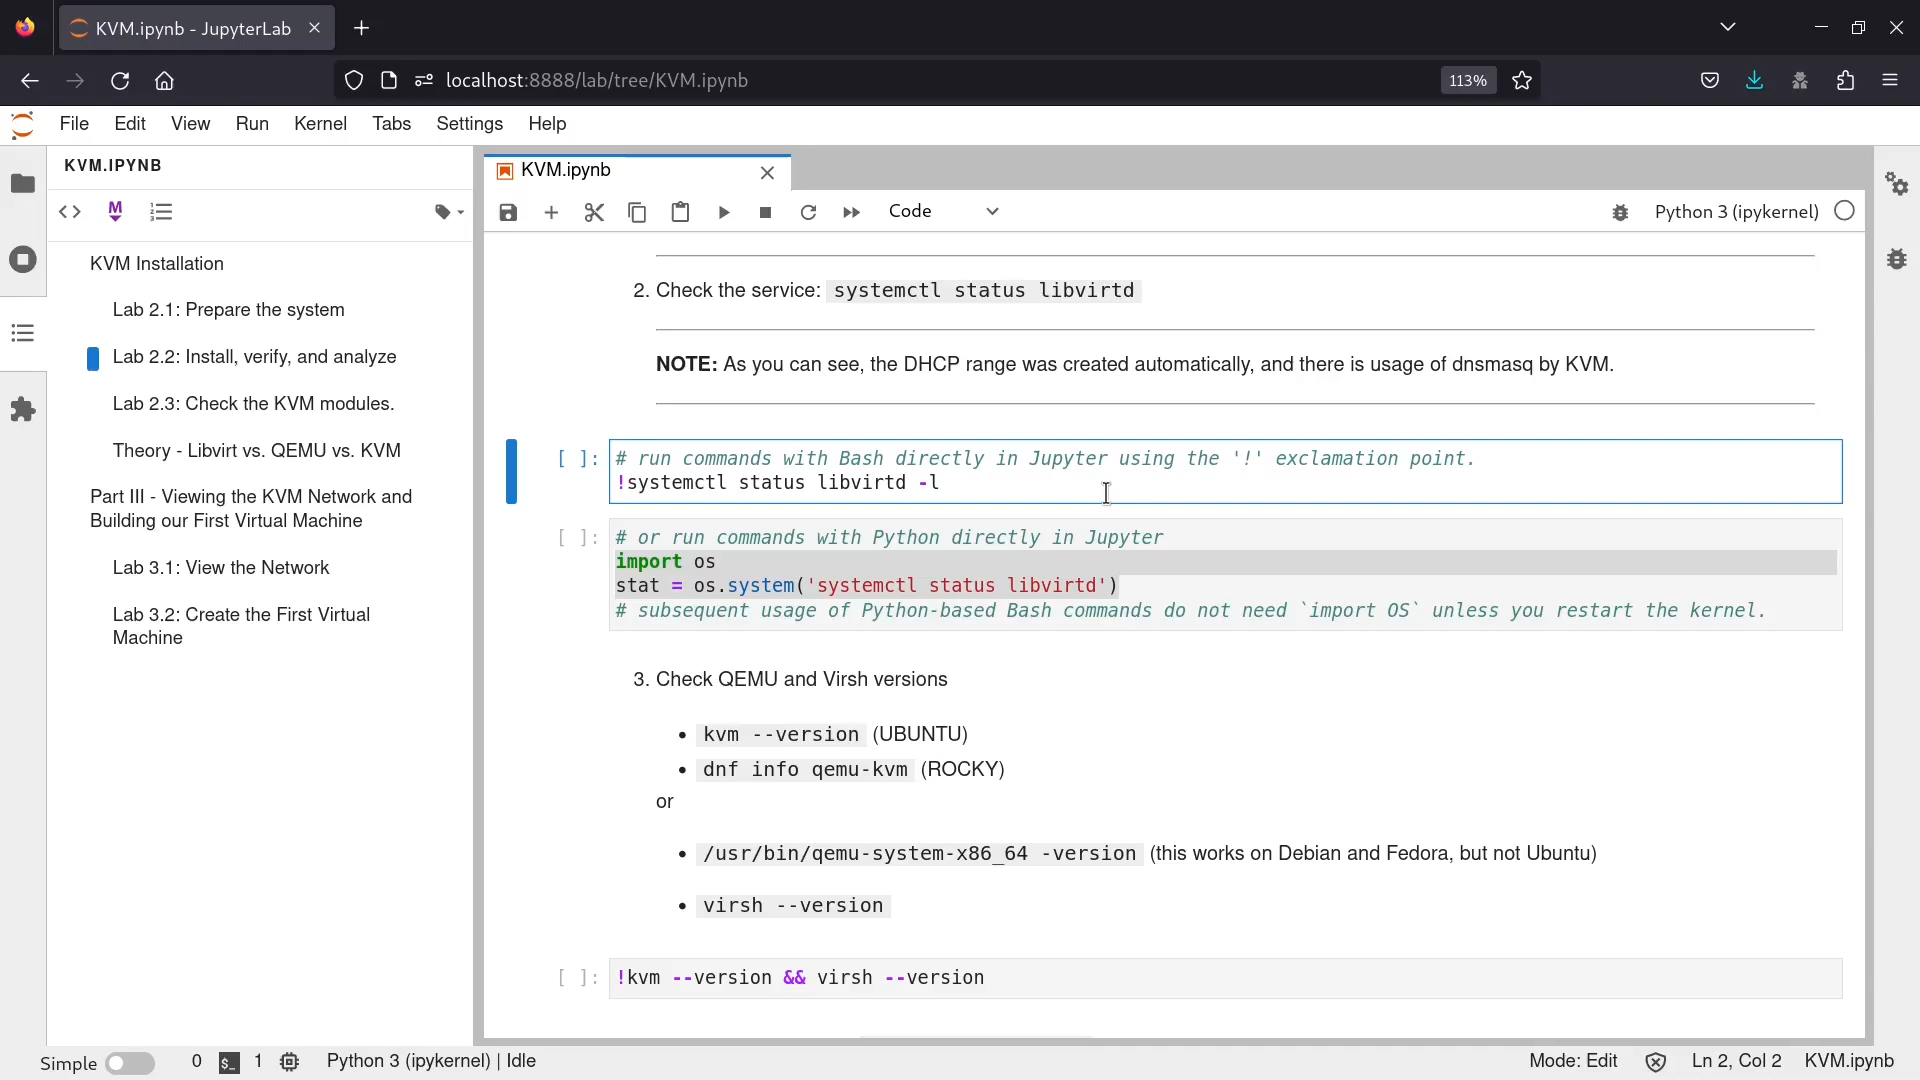 KVM.ipynb - JupyterLab
localhost:8888/lab/tree/KVM.ipynb
113%
File Edit View Run Kernel Tabs Settings Help
KVM.IPYNB
KVM Installation
Lab 2.1: Prepare the system
Lab 2.2: Install, verify, and analyze
Lab 2.3: Check the KVM modules.
Theory - Libvirt vs. QEMU vs. KVM
Part III - Viewing the KVM Network and
Building our First Virtual Machine
Lab 3.1: View the Network
Lab 3.2: Create the First Virtual
Machine
KVM.ipynb
Code
Python 3 (ipykernel)
2. Check the service: systemctl status libvirtd
NOTE: As you can see, the DHCP range was created automatically, and there is usage of dnsmasq by KVM.
[ ]: # run commands with Bash directly in Jupyter using the '!' exclamation point.
!systemctl status libvirtd -l
[ ]: # or run commands with Python directly in Jupyter
import os
stat = os.system('systemctl status libvirtd')
# subsequent usage of Python-based Bash commands do not need `import OS` unless you restart the kernel.
3. Check QEMU and Virsh versions
• kvm --version (UBUNTU)
• dnf info qemu-kvm (ROCKY)
or
• /usr/bin/qemu-system-x86_64 -version (this works on Debian and Fedora, but not Ubuntu)
• virsh --version
[ ]: !kvm --version && virsh --version
Simple 0 $_ 1 Python 3 (ipykernel) | Idle
Mode: Edit Ln 2, Col 2 KVM.ipynb